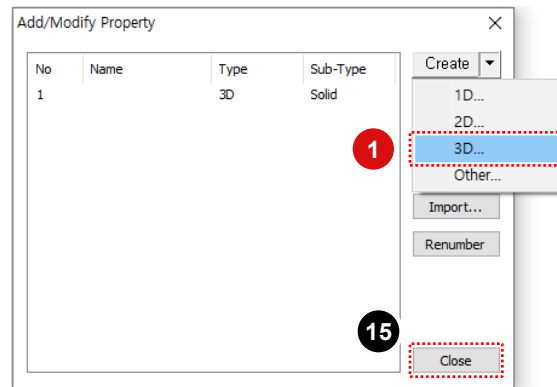 Add/Modify Property
No Name Type Sub-Type
1 3D Solid
Create
1D...
2D...
1
3D...
Other...
Import...
Renumber
15
Close